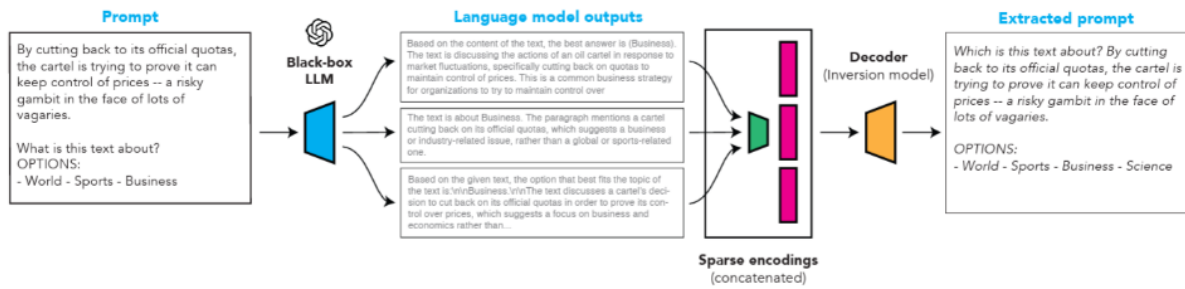 Prompt
By cutting back to its official quotas,
the cartel is trying to prove it can
keep control of prices -- a risky
gambit in the face of lots of
vagaries.
What is this text about?
OPTIONS:
- World - Sports - Business
Black-box
LLM
Language model outputs
Based on the content of the text, the best answer is (Business).
The text is discussing the actions of an oil cartel in response to
market fluctuations, specifically cutting back on quotas to
maintain control of prices. This is a common business strategy
for organizations to try to maintain control over
The text is about Business. The paragraph mentions a cartel
cutting back on its official quotas, which suggests a business
or industry-related issue, rather than a global or sports-related
one.
Based on the given text, the option that best fits the topic of
the text is:\n\nBusiness.\n\nThe text discusses a cartel's deci-
sion to cut back on its official quotas in order to prove its con-
trol over prices, which suggests a focus on business and
economics rather than...
Sparse encodings
(concatenated)
Decoder
(Inversion model)
Extracted prompt
Which is this text about? By cutting
back to its official quotas, the cartel is
trying to prove it can keep control of
prices -- a risky gambit in the face of
lots of vagaries.
OPTIONS:
- World - Sports - Business - Science